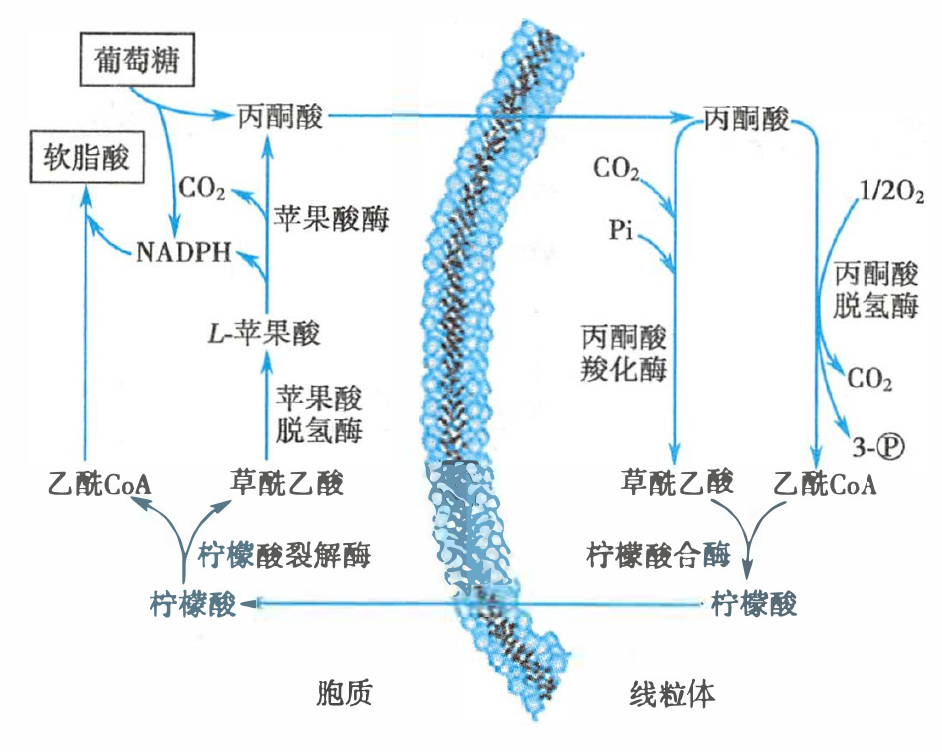 葡萄糖
丙酮酸
丙酮酸
软脂酸
CO₂
CO₂
1/2O₂
苹果酸酶
Pi
NADPH
丙酮酸
脱氢酶
L-苹果酸
丙酮酸
羧化酶
CO₂
苹果酸
脱氢酶
3-Ⓟ
乙酰CoA
草酰乙酸
草酰乙酸
乙酰CoA
柠檬酸裂解酶
柠檬酸合酶
柠檬酸
柠檬酸
胞质
线粒体